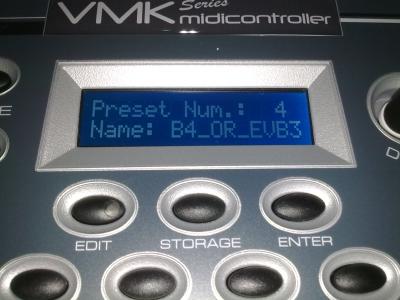 VMK Series
midicontroller
Preset Num.: 4
Name: B4_OR_EVB3
EDIT
STORAGE
ENTER